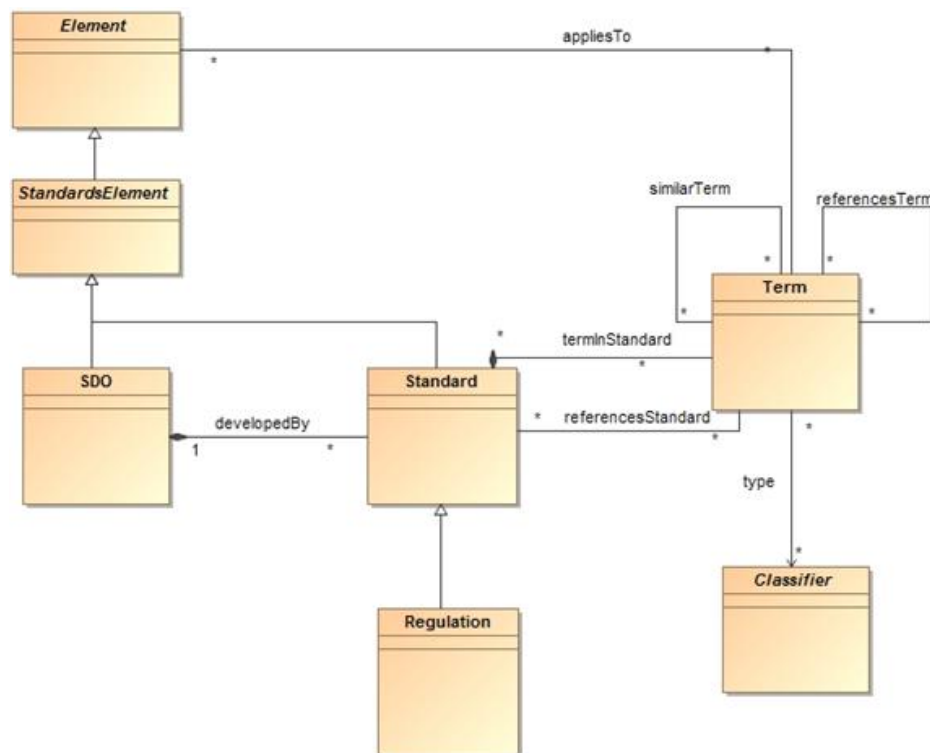 Element
appliesTo
*
*
StandardsElement
similarTerm
referencesTerm
*
*
Term
*
*
*
termInStandard
*
SDO
Standard
developedBy
*
referencesStandard
*
1
*
*
type
*
Classifier
Regulation